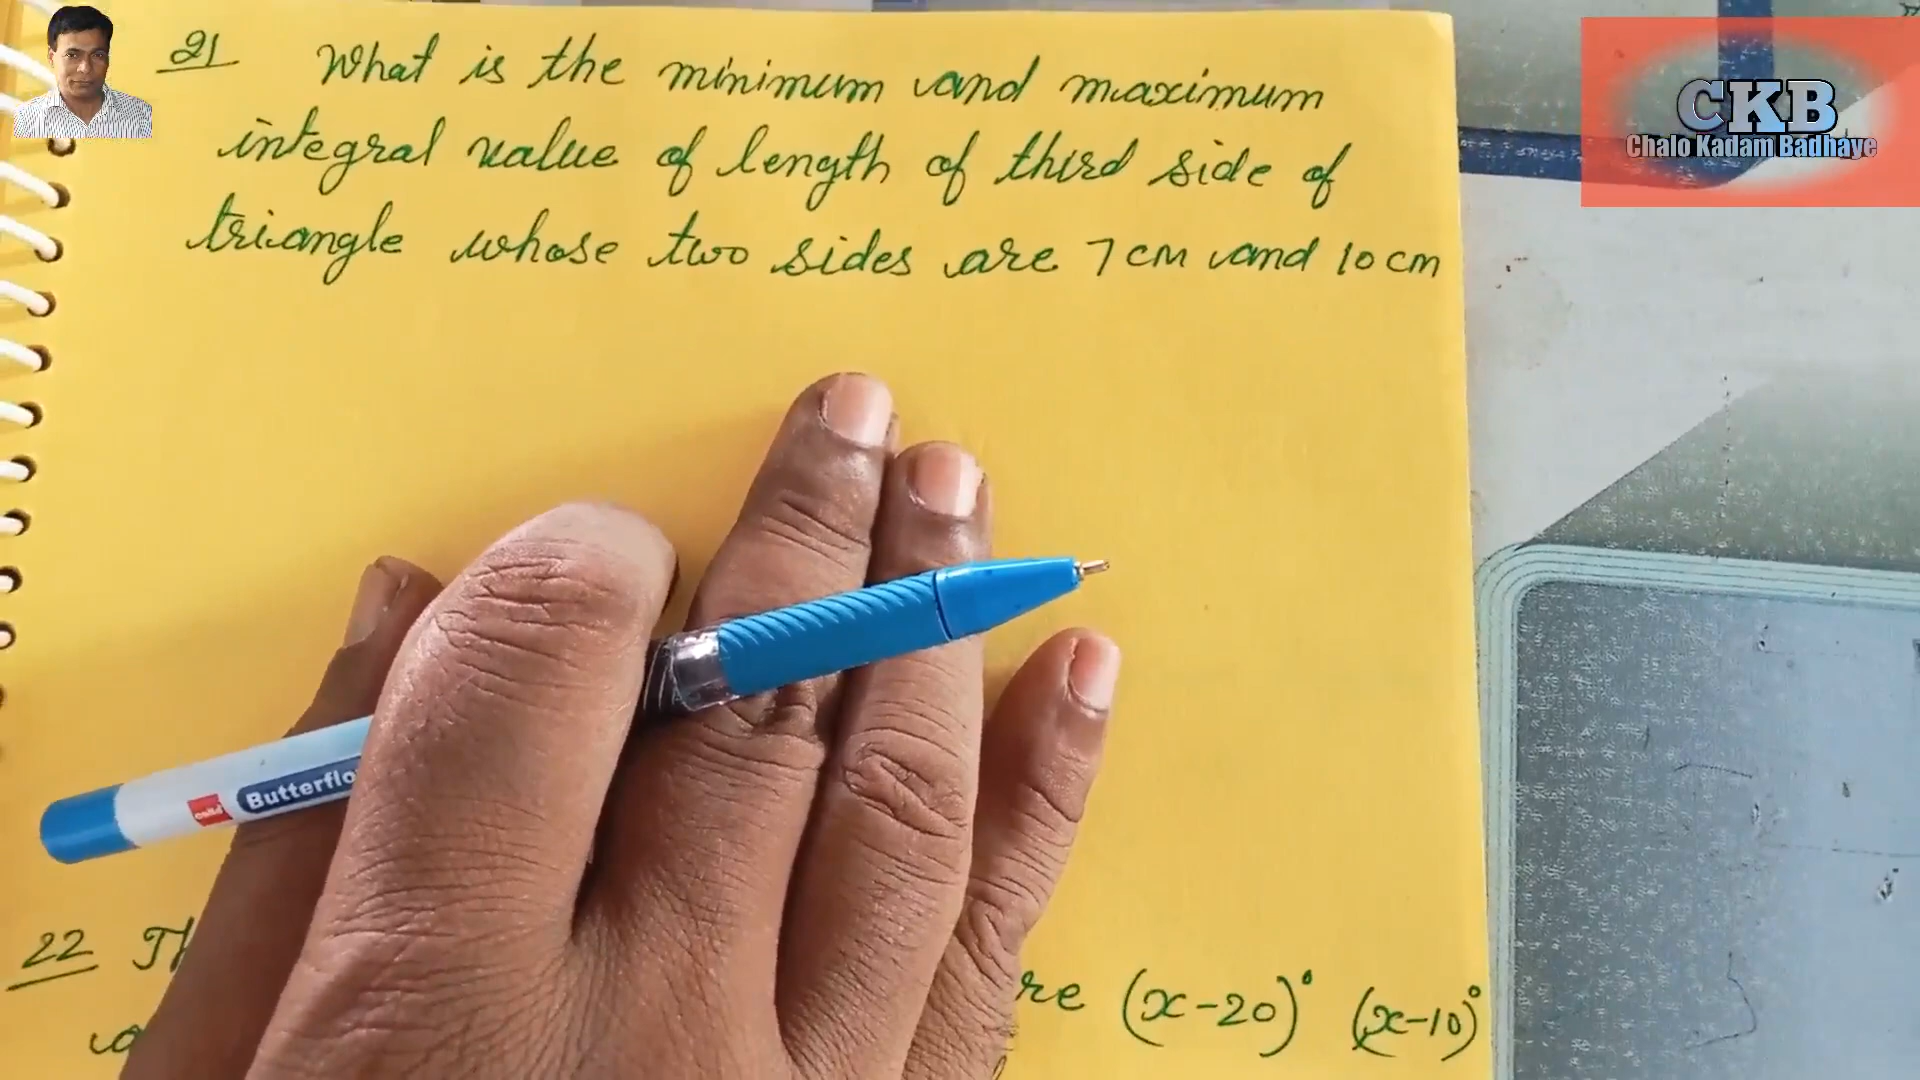 21 What is the minimum and maximum
integral value of length of third side of
triangle whose two sides are 7 cm and 10 cm
CKB
Chalo Kadam Badhaye
cello Butterflo
22 Th re (x-20)° (x-10)°